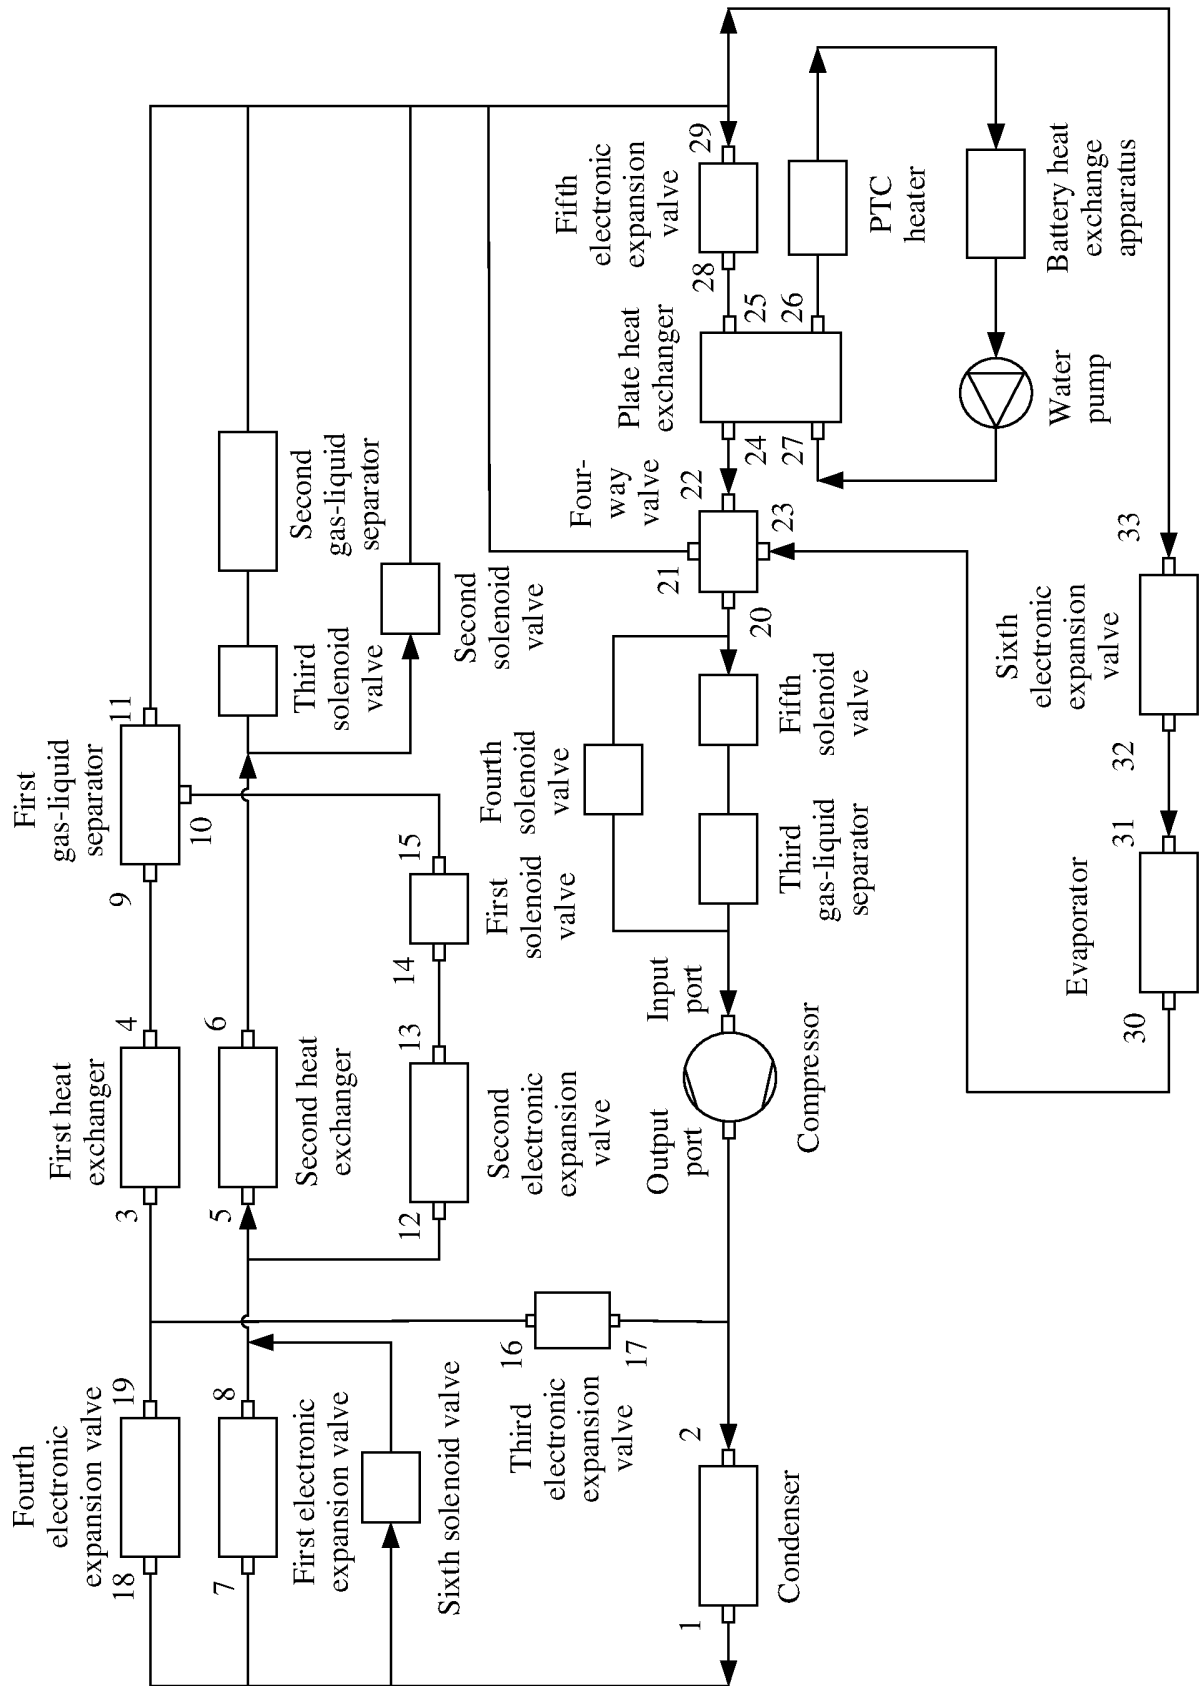 Fourth
electronic
expansion valve
18
19
First heat
exchanger
3
4
First
gas-liquid
separator
9
11
10
7
8
First electronic
expansion valve
5
6
Second heat
exchanger
Third
solenoid
valve
Second
gas-liquid
separator
Sixth solenoid valve
12
13
Second
electronic
expansion
valve
14
15
First
solenoid
valve
Second
solenoid
valve
16
17
Third
electronic
expansion
valve
Fourth
solenoid
valve
Four-
way
valve
Plate heat
exchanger
Fifth
electronic
expansion
valve
1
2
Condenser
Output
port
Input
port
Compressor
Third
gas-liquid
separator
Fifth
solenoid
valve
20
21
22
23
24
25
26
27
28
29
PTC
heater
Water
pump
Battery heat
exchange
apparatus
Evaporator
30
31
Sixth
electronic
expansion
valve
32
33